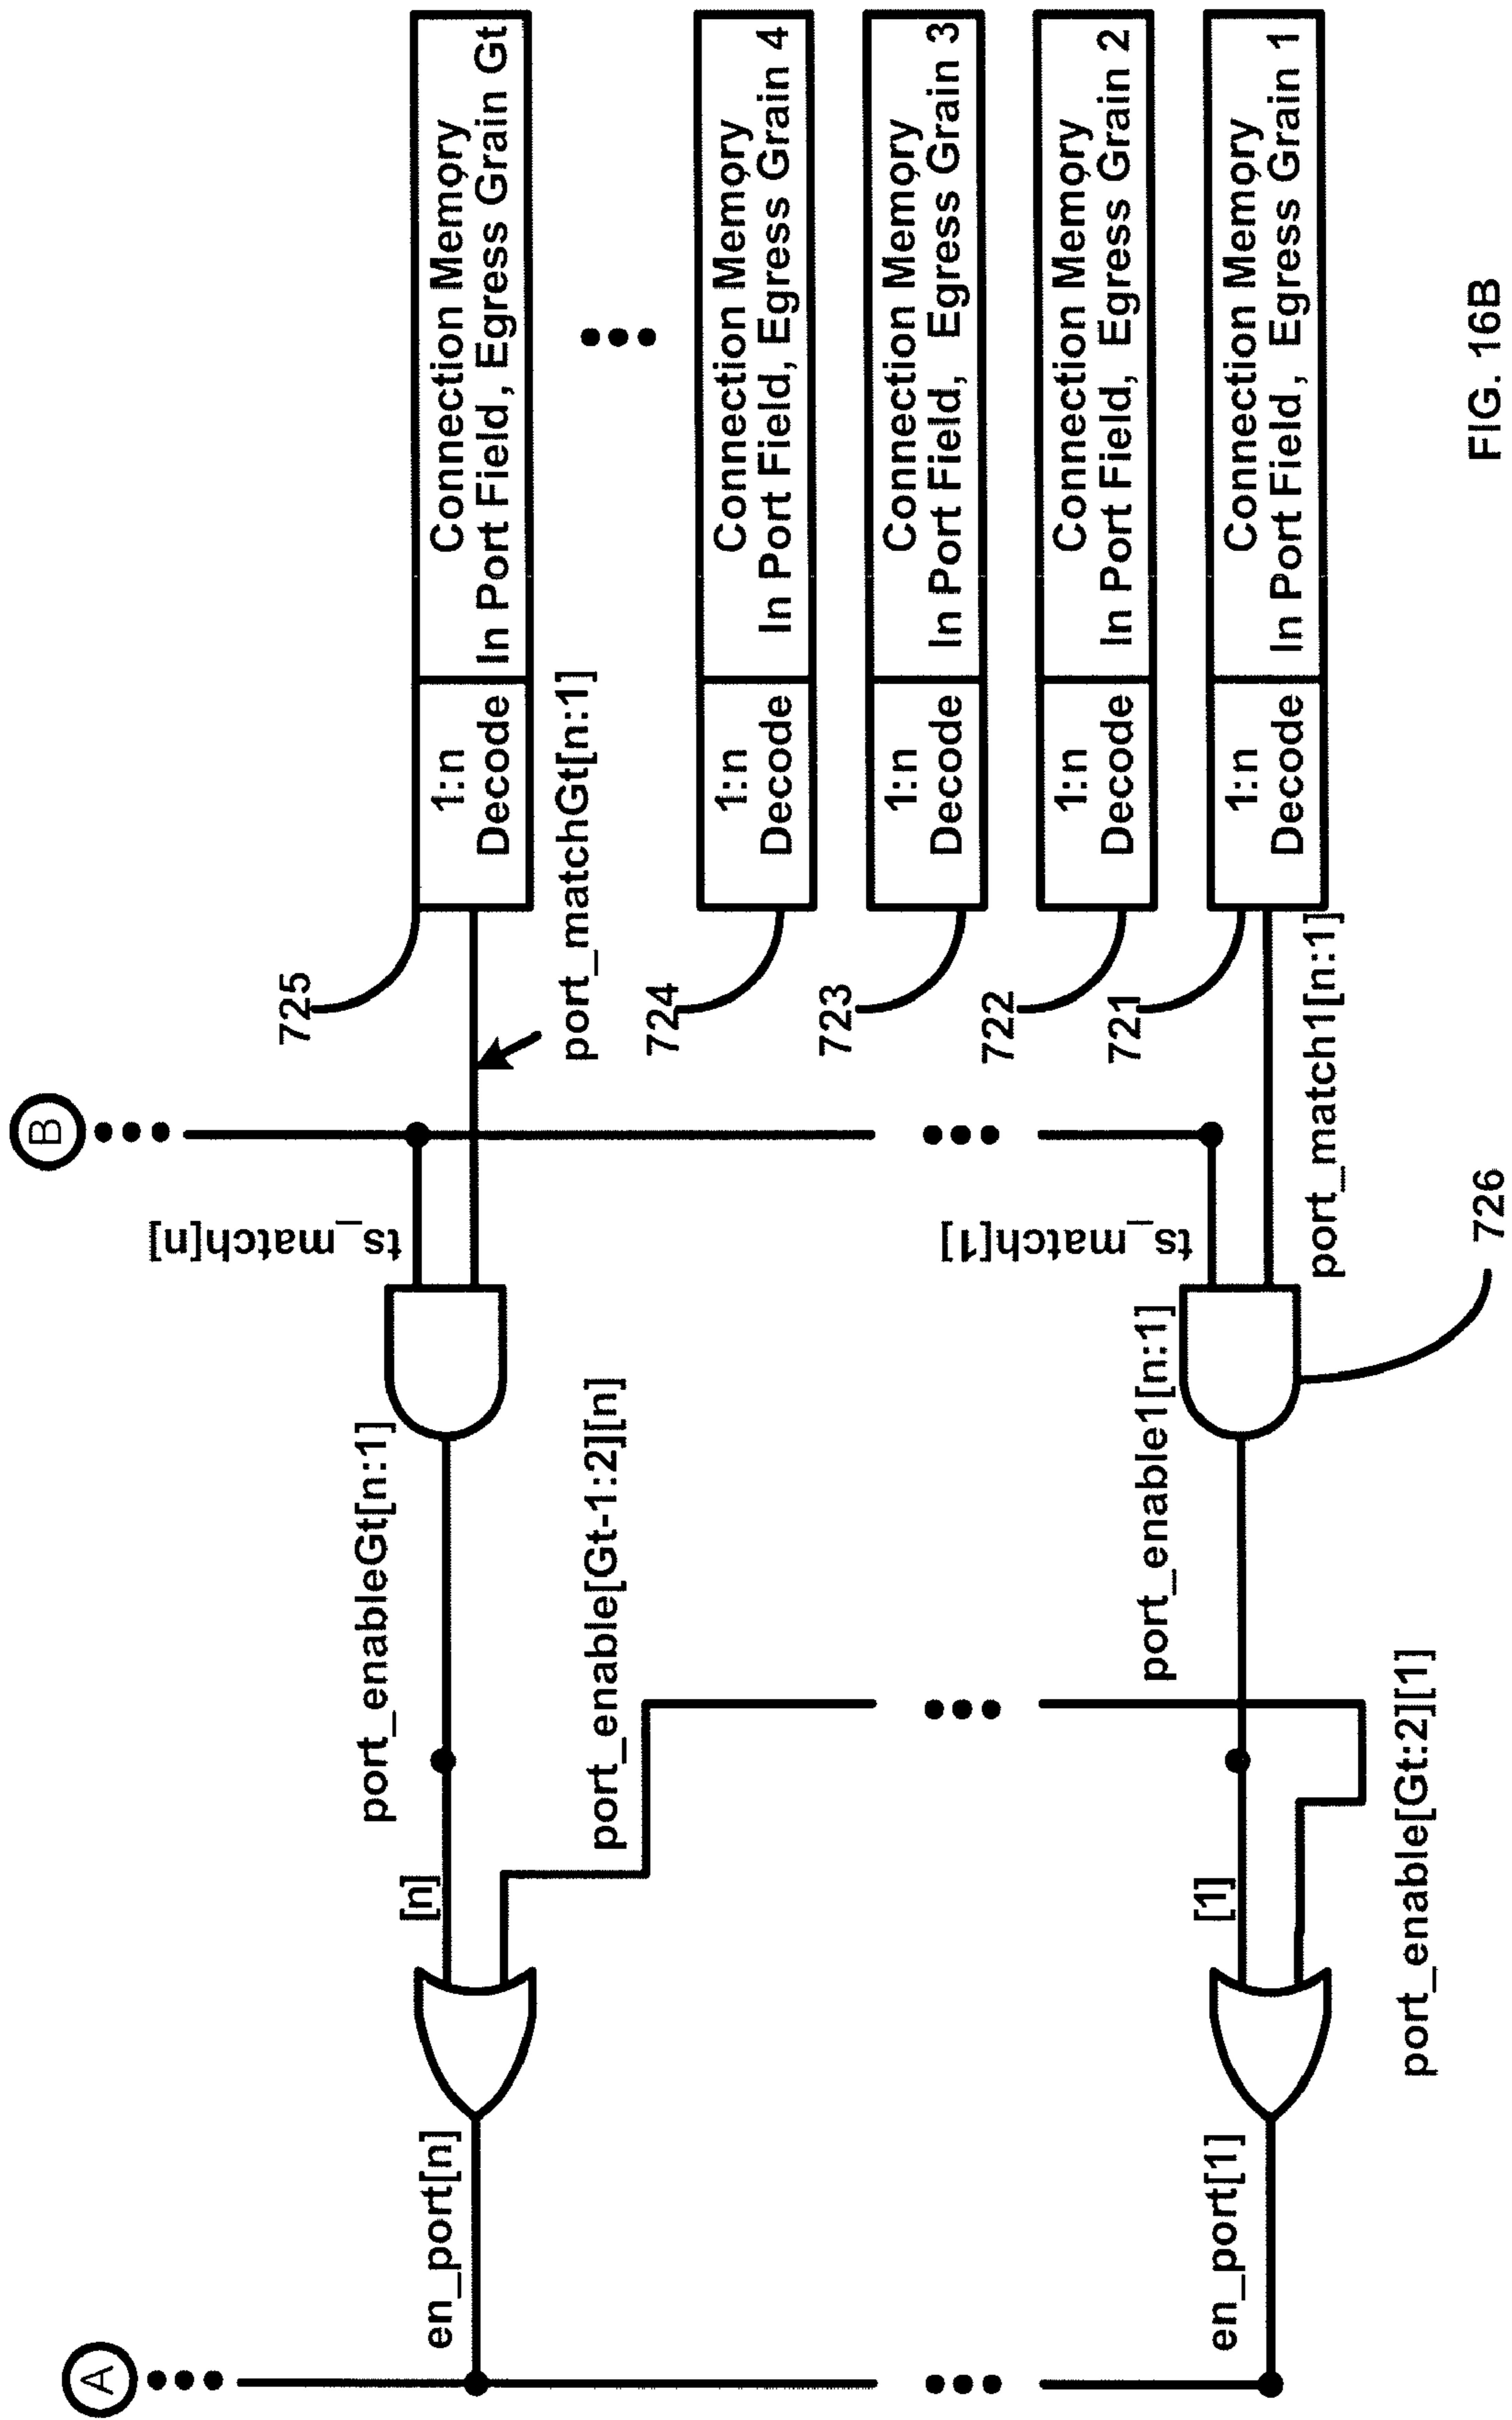 B
A
Connection Memory
In Port Field, Egress Grain Gt
1:n
Decode
725
port_matchGt[n:1]
ts_match[n]
port_enableGt[n:1]
port_enable[Gt-1:2][n]
[n]
en_port[n]
Connection Memory
In Port Field, Egress Grain 4
1:n
Decode
724
Connection Memory
In Port Field, Egress Grain 3
1:n
Decode
723
Connection Memory
In Port Field, Egress Grain 2
1:n
Decode
722
Connection Memory
In Port Field, Egress Grain 1
1:n
Decode
721
port_match1[n:1]
ts_match[1]
port_enable1[n:1]
726
port_enable[Gt:2][1]
[1]
en_port[1]
FIG. 16B